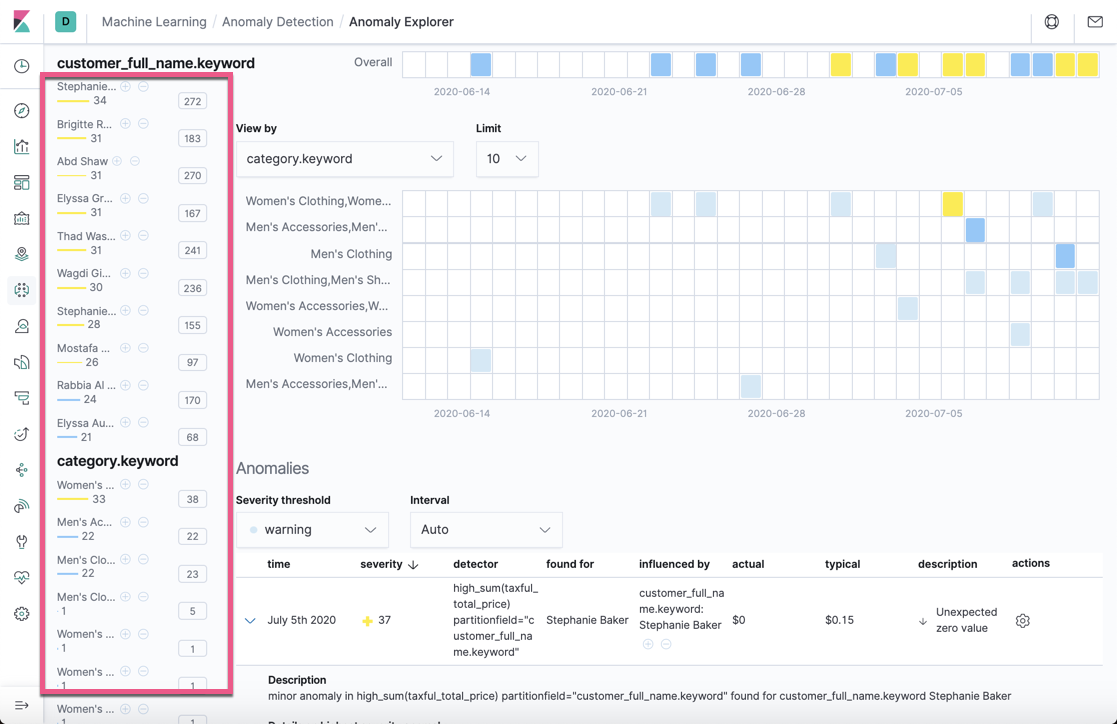 D
Machine Learning / Anomaly Detection / Anomaly Explorer
customer_full_name.keyword
Stephanie...
34
272
Brigitte R...
31
183
Abd Shaw
31
270
Elyssa Gr...
31
167
Thad Was...
31
241
Wagdi Gi...
30
236
Stephanie...
28
155
Mostafa ...
26
97
Rabbia Al ...
24
170
Elyssa Au...
21
68
category.keyword
Women's ...
33
38
Men's Ac...
22
22
Men's Clo...
22
23
Men's Clo...
1
5
Women's ...
1
1
Women's ...
1
1
Women's ...
1
1
Overall
2020-06-14
2020-06-21
2020-06-28
2020-07-05
View by
Limit
category.keyword
10
Women's Clothing,Wome...
Men's Accessories,Men'...
Men's Clothing
Men's Clothing,Men's Sh...
Women's Accessories,W...
Women's Accessories
Women's Clothing
Men's Accessories,Men'...
2020-06-14
2020-06-21
2020-06-28
2020-07-05
Anomalies
Severity threshold
Interval
warning
Auto
time
severity
detector
found for
influenced by
actual
typical
description
actions
July 5th 2020
37
high_sum(taxful_
total_price)
partitionfield="c
ustomer_full_na
me.keyword"
Stephanie Baker
customer_full_na
me.keyword:
Stephanie Baker
$0
$0.15
Unexpected
zero value
Description
minor anomaly in high_sum(taxful_total_price) partitionfield="customer_full_name.keyword" found for customer_full_name.keyword Stephanie Baker